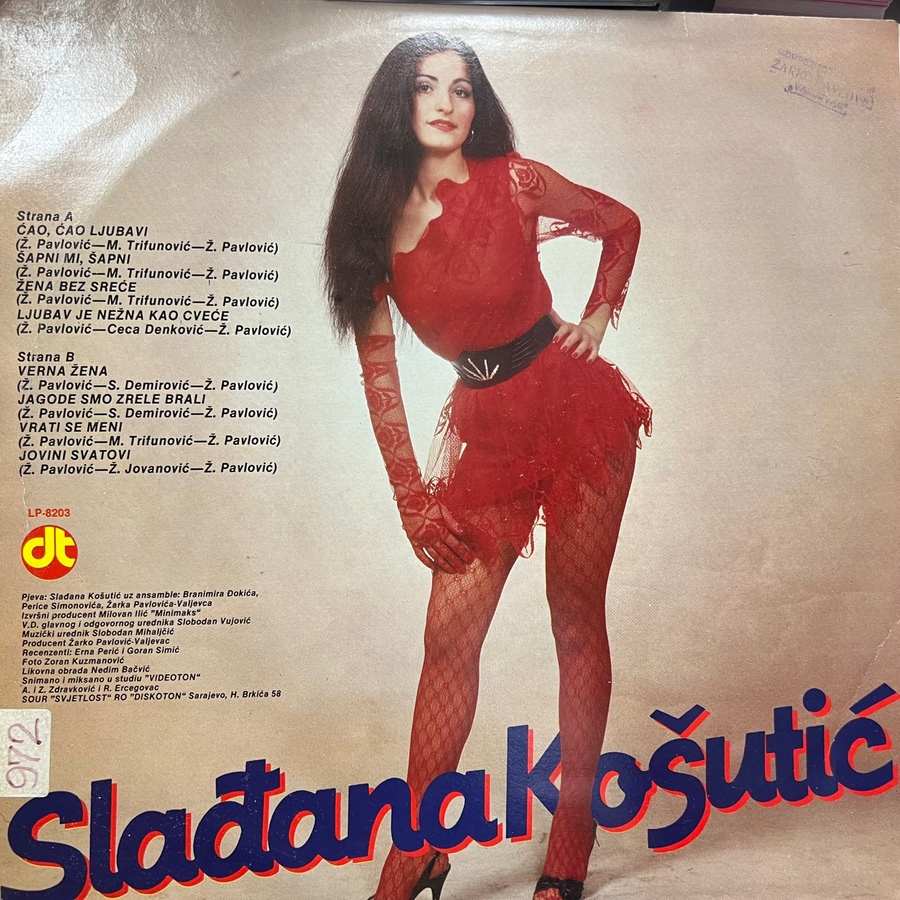 ŽARKO
Strana A
ĆAO, ĆAO LJUBAVI
(Ž. Pavlović—M. Trifunović—Ž. Pavlović)
ŠAPNI MI, ŠAPNI
(Ž. Pavlović—M. Trifunović—Ž. Pavlović)
ŽENA BEZ SREĆE
(Ž. Pavlović—M. Trifunović—Ž. Pavlović)
LJUBAV JE NEŽNA KAO CVEĆE
(Ž. Pavlović—Ceca Denković—Ž. Pavlović)
Strana B
VERNA ŽENA
(Ž. Pavlović—S. Demirović—Ž. Pavlović)
JAGODE SMO ZRELE BRALI
(Ž. Pavlović—S. Demirović—Ž. Pavlović)
VRATI SE MENI
(Ž. Pavlović—M. Trifunović—Ž. Pavlović)
JOVINI SVATOVI
(Ž. Pavlović—Ž. Jovanović—Ž. Pavlović)
LP-8203
dt
Pjeva: Slađana Košutić uz ansamble: Branimira Đokića,
Perice Simonovića, Žarka Pavlovića-Valjevca
Izvršni producent Milovan Ilić "Minimaks"
V.D. glavnog i odgovornog urednika Slobodan Vujović
Muzički urednik Slobodan Mihaljčić
Producent Žarko Pavlović-Valjevac
Recenzenti: Erna Perić i Goran Simić
Foto Zoran Kuzmanović
Likovna obrada Nedim Bačvić
Snimano i miksano u studiu "VIDEOTON"
A. i Z. Zdravković i R. Ercegovac
SOUR "SVJETLOST" RO "DISKOTON" Sarajevo, H. Brkića 58
972
Slađana Košutić